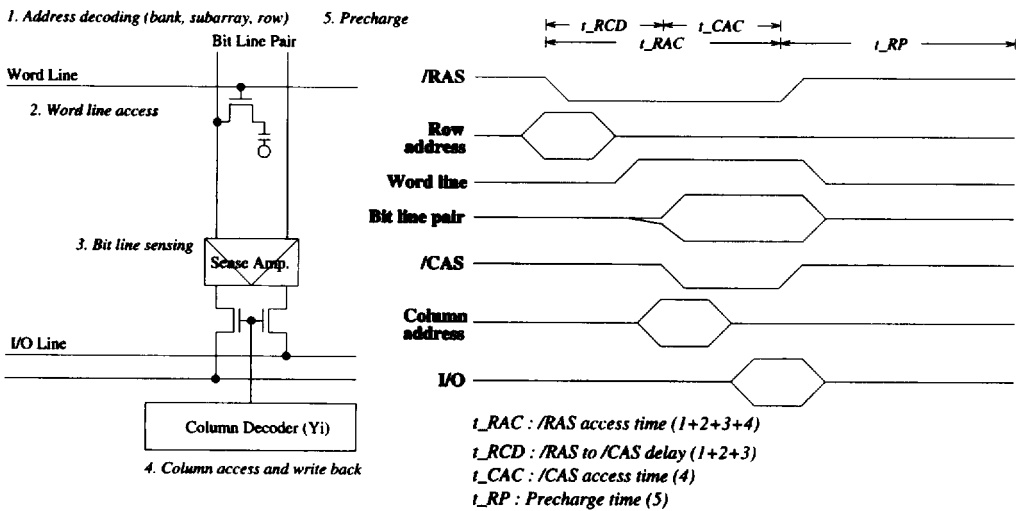 1. Address decoding (bank, subarray, row)
5. Precharge
Bit Line Pair
Word Line
2. Word line access
3. Bit line sensing
Sease Amp.
I/O Line
Column Decoder (Yi)
4. Column access and write back
t_RCD
t_CAC
t_RAC
t_RP
/RAS
Row
address
Word line
Bit line pair
/CAS
Column
address
I/O
t_RAC : /RAS access time (1+2+3+4)
t_RCD : /RAS to /CAS delay (1+2+3)
t_CAC : /CAS access time (4)
t_RP : Precharge time (5)